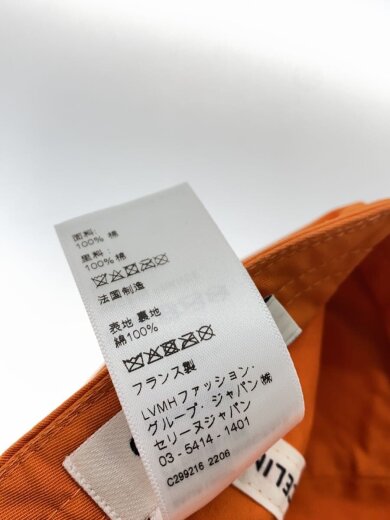 面料:
100% 棉
里料:
100% 棉
法国制造
表地 裏地
綿100%
フランス製
LVMHファッション・
グループ・ジャパン㈱
セリーヌジャパン
03 - 5414 - 1401
C299216 2206
CELIN